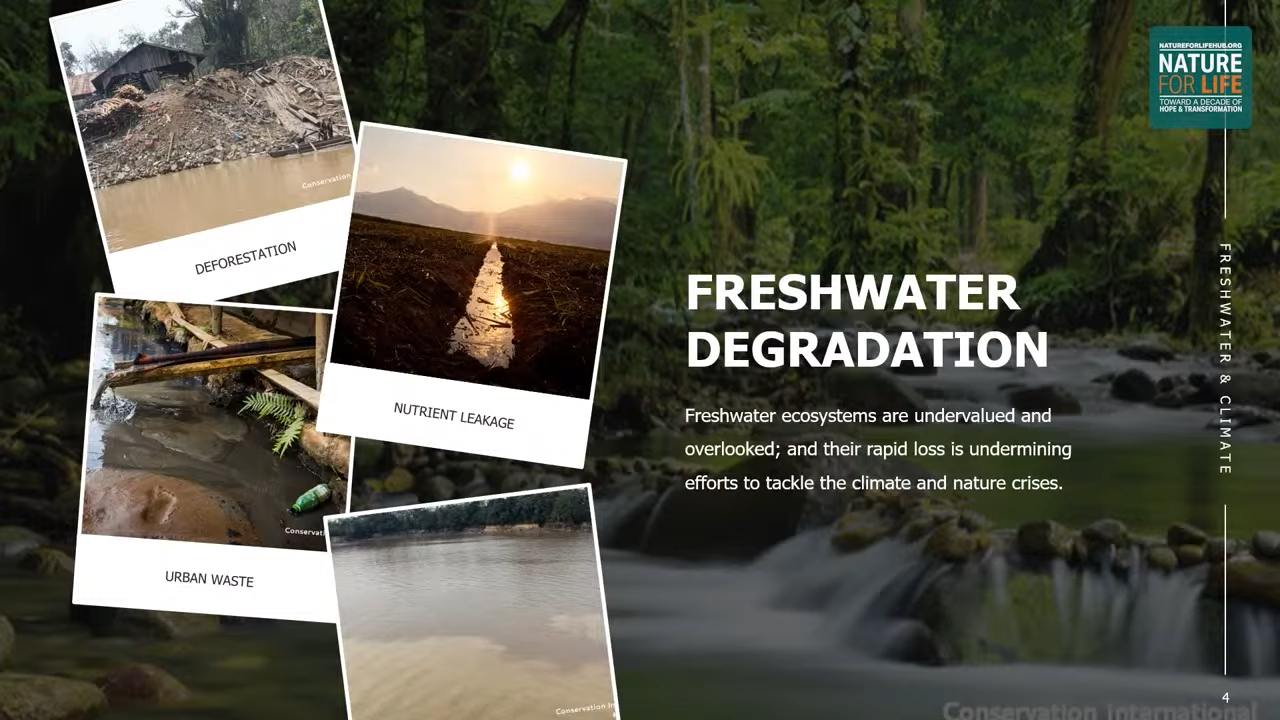 NATUREFORLIFEHUB.ORG
NATURE
FOR LIFE
TOWARD A DECADE OF
HOPE & TRANSFORMATION
Conservation
DEFORESTATION
NUTRIENT LEAKAGE
FRESHWATER
DEGRADATION
Freshwater ecosystems are undervalued and
overlooked; and their rapid loss is undermining
efforts to tackle the climate and nature crises.
FRESHWATER & CLIMATE
Conservati
URBAN WASTE
Conservation In
4
Conservation International